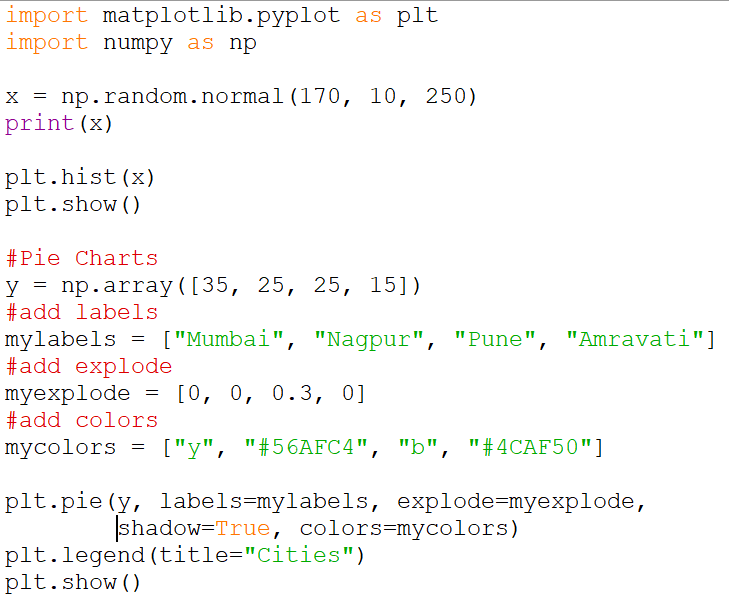 import matplotlib.pyplot as plt
import numpy as np
x = np.random.normal(170, 10, 250)
print(x)
plt.hist(x)
plt.show()
#Pie Charts
y = np.array([35, 25, 25, 15])
#add labels
mylabels = ["Mumbai", "Nagpur", "Pune", "Amravati"]
#add explode
myexplode = [0, 0, 0.3, 0]
#add colors
mycolors = ["y", "#56AFC4", "b", "#4CAF50"]
plt.pie(y, labels=mylabels, explode=myexplode,
        shadow=True, colors=mycolors)
plt.legend(title="Cities")
plt.show()